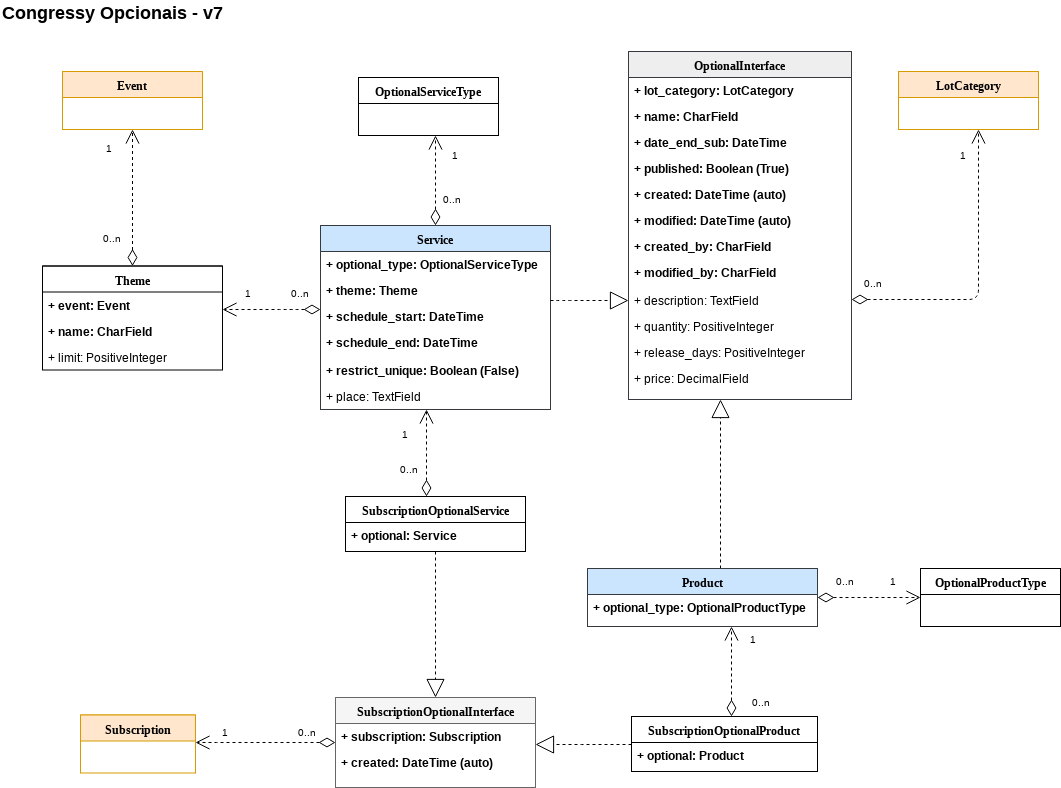 Congressy Opcionais - v7
Event
1
0..n
OptionalServiceType
1
0..n
OptionalInterface
+ lot_category: LotCategory
+ name: CharField
+ date_end_sub: DateTime
+ published: Boolean (True)
+ created: DateTime (auto)
+ modified: DateTime (auto)
+ created_by: CharField
+ modified_by: CharField
+ description: TextField
+ quantity: PositiveInteger
+ release_days: PositiveInteger
+ price: DecimalField
LotCategory
1
0..n
Theme
+ event: Event
+ name: CharField
+ limit: PositiveInteger
1
0..n
Service
+ optional_type: OptionalServiceType
+ theme: Theme
+ schedule_start: DateTime
+ schedule_end: DateTime
+ restrict_unique: Boolean (False)
+ place: TextField
1
0..n
SubscriptionOptionalService
+ optional: Service
Product
+ optional_type: OptionalProductType
0..n
1
OptionalProductType
1
0..n
Subscription
1
0..n
SubscriptionOptionalInterface
+ subscription: Subscription
+ created: DateTime (auto)
SubscriptionOptionalProduct
+ optional: Product